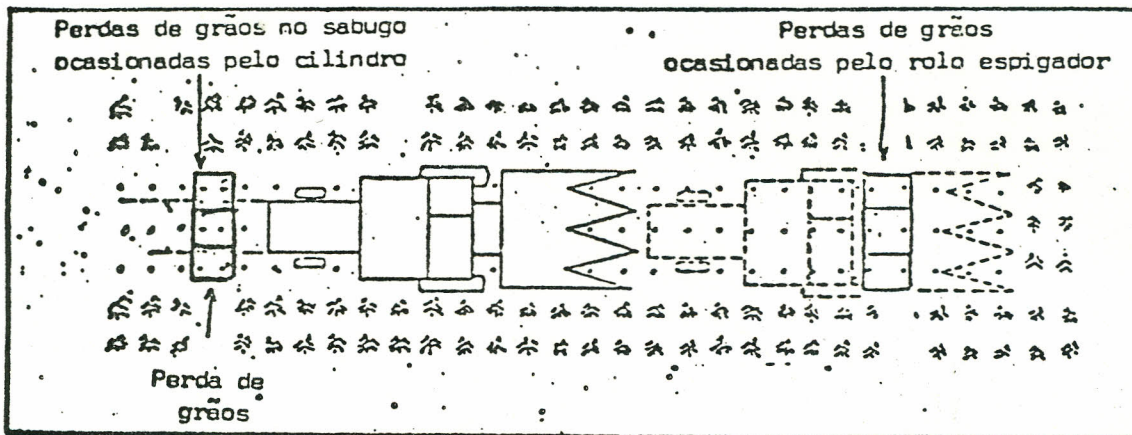 Perdas de grãos no sabugo
ocasionadas pelo cilindro
Perdas de grãos
ocasionadas pelo rolo espigador
Perda de
grãos